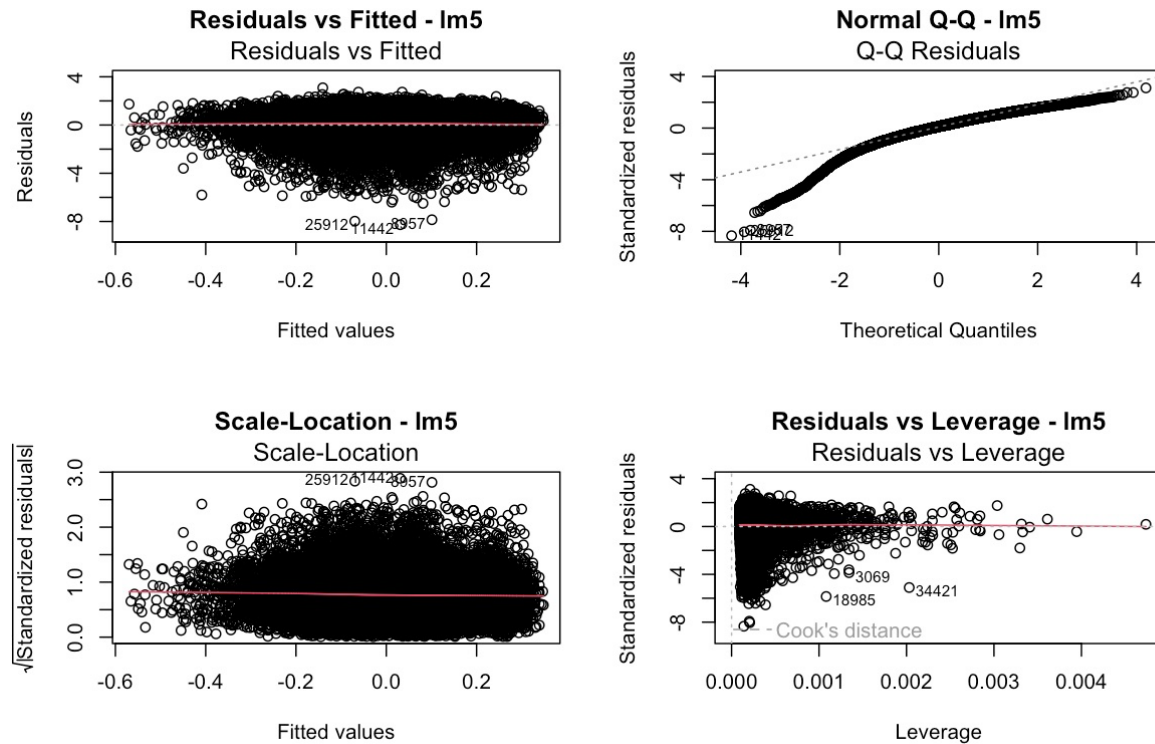 Residuals vs Fitted - lm5
Residuals vs Fitted
Residuals
4
0
-4
-8
25912
11442
3957
-0.6 -0.4 -0.2 0.0 0.2
Fitted values
Normal Q-Q - lm5
Q-Q Residuals
Standardized residuals
4
0
-4
-8
-4 -2 0 2 4
Theoretical Quantiles
Scale-Location - lm5
Scale-Location
√|Standardized residuals|
3.0
2.0
1.0
0.0
25912
11442
3957
-0.6 -0.4 -0.2 0.0 0.2
Fitted values
Residuals vs Leverage - lm5
Residuals vs Leverage
Standardized residuals
4
0
-4
-8
3069
34421
18985
Cook's distance
0.000 0.001 0.002 0.003 0.004
Leverage